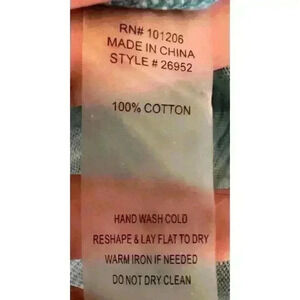 RN# 101206
MADE IN CHINA
STYLE # 26952
100% COTTON
HAND WASH COLD
RESHAPE & LAY FLAT TO DRY
WARM IRON IF NEEDED
DO NOT DRY CLEAN